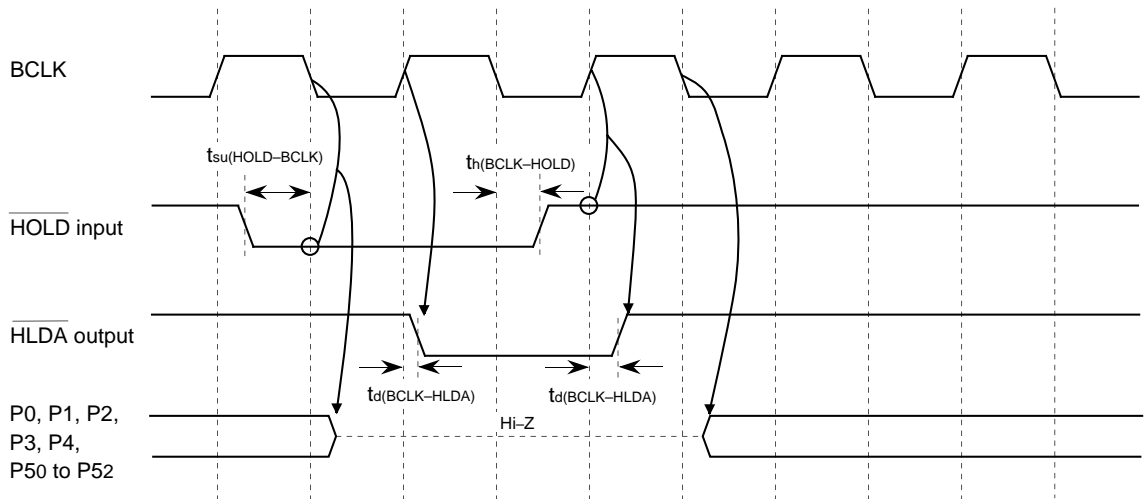 BCLK
tsu(HOLD–BCLK)
th(BCLK–HOLD)
HOLD input
HLDA output
td(BCLK–HLDA)
td(BCLK–HLDA)
P0, P1, P2,
P3, P4,
P50 to P52
Hi–Z